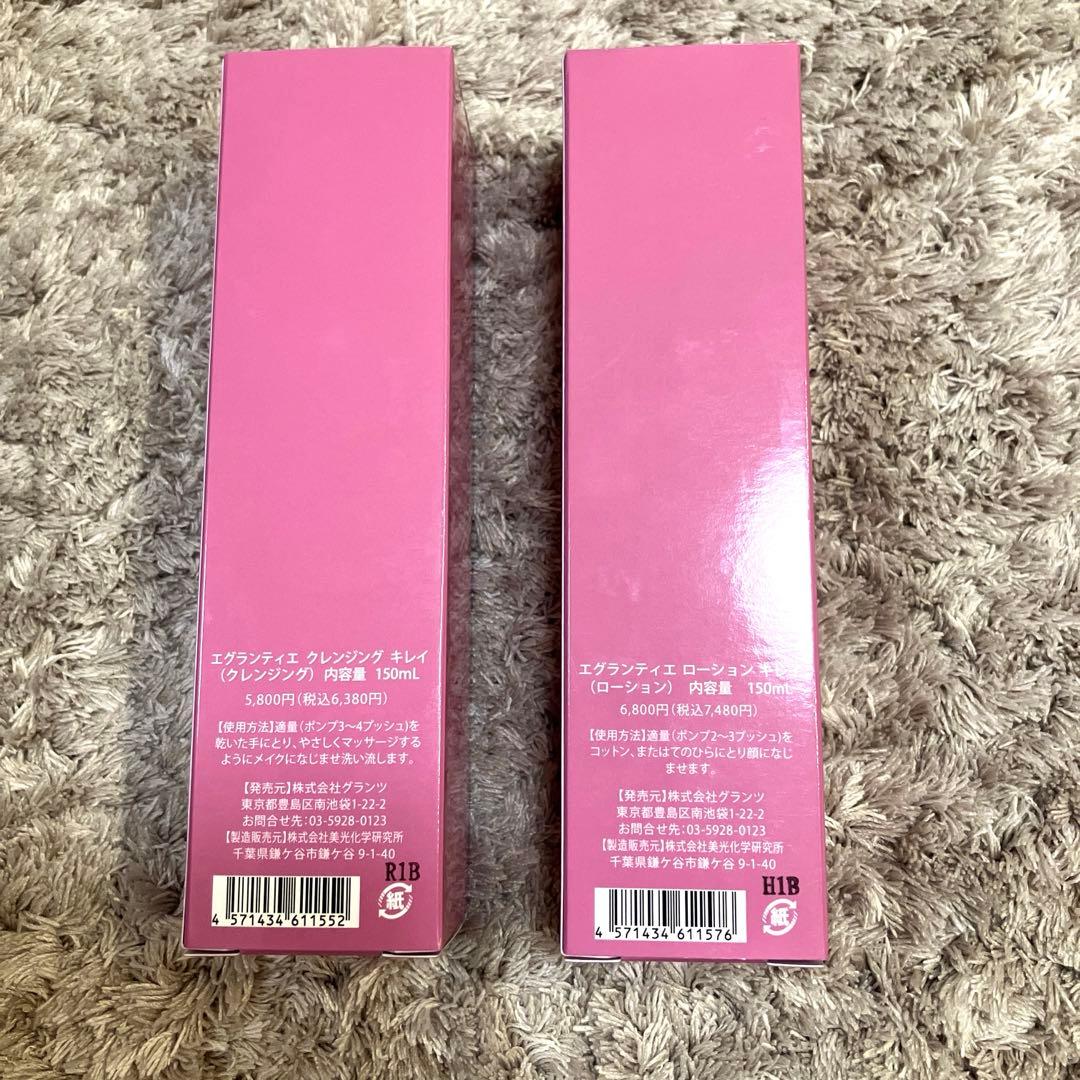 エグランティエ クレンジング キレイ
(クレンジング) 内容量 150mL
5,800円(税込6,380円)
【使用方法】適量(ポンプ3〜4プッシュ)を
乾いた手にとり、やさしくマッサージする
ようにメイクになじませ洗い流します。
【発売元】株式会社グランツ
東京都豊島区南池袋1-22-2
お問合せ先:03-5928-0123
【製造販売元】株式会社美光化学研究所
千葉県鎌ケ谷市鎌ケ谷 9-1-40
R1B
紙
4 571434 611552
エグランティエ ローション キレ
(ローション) 内容量 150mL
6,800円(税込7,480円)
【使用方法】適量(ポンプ2〜3プッシュ)を
コットン、またはてのひらにとり顔になじ
ませます。
【発売元】株式会社グランツ
東京都豊島区南池袋1-22-2
お問合せ先:03-5928-0123
【製造販売元】株式会社美光化学研究所
千葉県鎌ケ谷市鎌ケ谷 9-1-40
H1B
紙
4 571434 611576